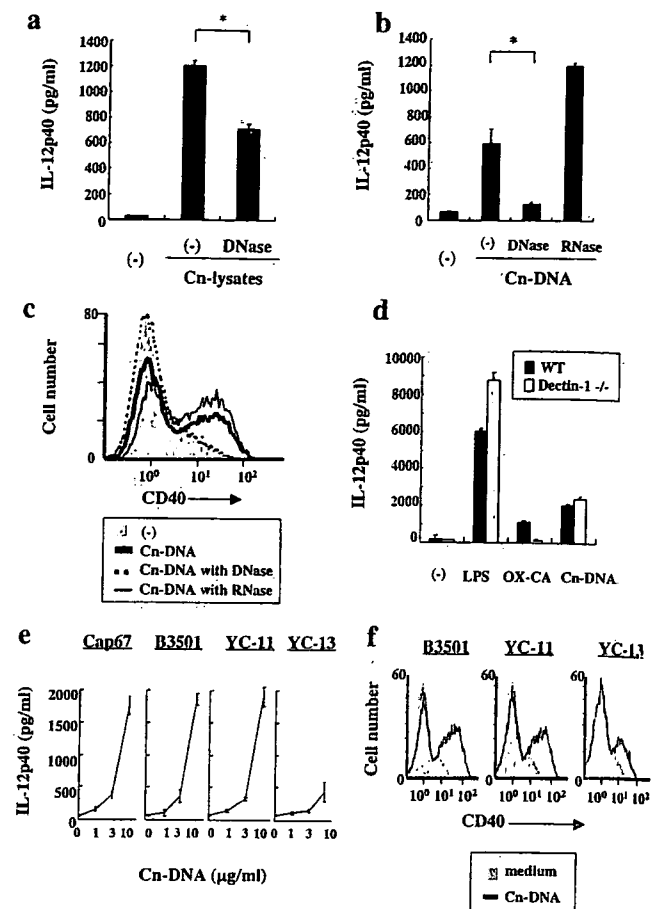 a
*
1400
1200
1000
800
600
400
200
0
IL-12p40 (pg/ml)
(-)
(-) DNase
Cn-lysates
b
*
1400
1200
1000
800
600
400
200
0
IL-12p40 (pg/ml)
(-)
(-) DNase RNase
Cn-DNA
c
80
0
Cell number
10⁰ 10¹ 10²
CD40
(-)
Cn-DNA
Cn-DNA with DNase
Cn-DNA with RNase
d
10000
8000
6000
4000
2000
0
IL-12p40 (pg/ml)
WT
Dectin-1 -/-
(-) LPS OX-CA Cn-DNA
e
Cap67 B3501 YC-11 YC-13
2000
1500
1000
500
0
IL-12p40 (pg/ml)
0 1 3 10 0 1 3 10 0 1 3 10 0 1 3 10
Cn-DNA (μg/ml)
f
B3501 YC-11 YC-13
60 60 60
0 0 0
Cell number
10⁰ 10¹ 10² 10⁰ 10¹ 10² 10⁰ 10¹ 10²
CD40
medium
Cn-DNA